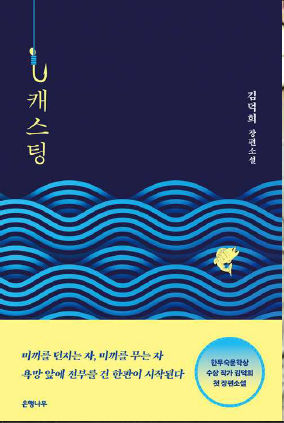 캐스팅
김덕희 장편소설
미끼를 던지는 자, 미끼를 무는 자
욕망 앞에 전부를 건 한판이 시작된다
한무숙문학상
수상 작가 김덕희
첫 장편소설
은행나무